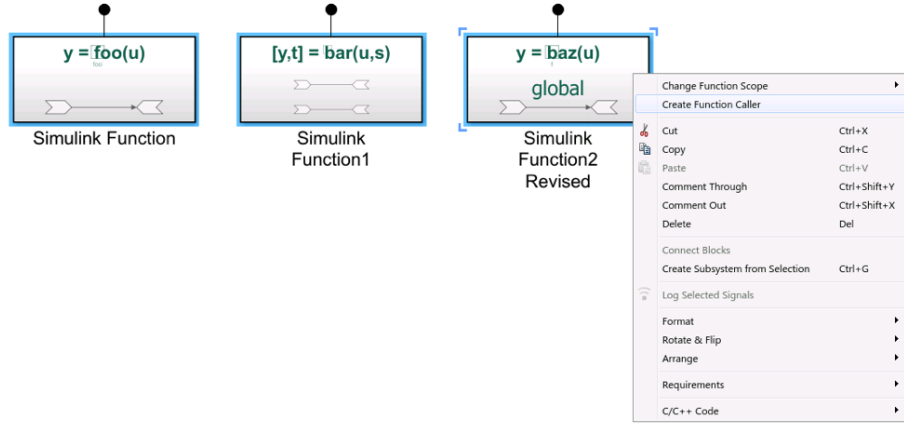 y = foo(u)
foo
Simulink Function
[y,t] = bar(u,s)
Simulink
Function1
y = baz(u)
global
Simulink
Function2
Revised
Change Function Scope
Create Function Caller
Cut Ctrl+X
Copy Ctrl+C
Paste Ctrl+V
Comment Through Ctrl+Shift+Y
Comment Out Ctrl+Shift+X
Delete Del
Connect Blocks
Create Subsystem from Selection Ctrl+G
Log Selected Signals
Format
Rotate & Flip
Arrange
Requirements
C/C++ Code